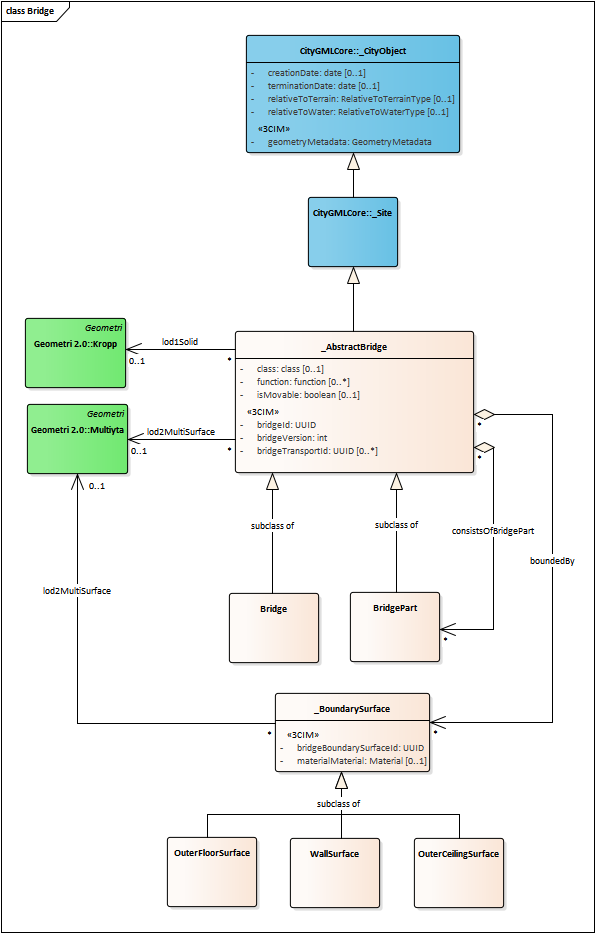 class Bridge
CityGMLCore::_CityObject
- creationDate: date [0..1]
- terminationDate: date [0..1]
- relativeToTerrain: RelativeToTerrainType [0..1]
- relativeToWater: RelativeToWaterType [0..1]
«3CIM»
- geometryMetadata: GeometryMetadata
CityGMLCore::_Site
Geometri
Geometri 2.0::Kropp
lod1Solid
0..1
*
_AbstractBridge
- class: class [0..1]
- function: function [0..*]
- isMovable: boolean [0..1]
«3CIM»
- bridgeId: UUID
- bridgeVersion: int
- bridgeTransportId: UUID [0..*]
Geometri
Geometri 2.0::Multiyta
lod2MultiSurface
0..1
*
*
*
0..1
subclass of
subclass of
consistsOfBridgePart
boundedBy
lod2MultiSurface
Bridge
BridgePart
*
_BoundarySurface
«3CIM»
- bridgeBoundarySurfaceId: UUID
- materialMaterial: Material [0..1]
*
*
subclass of
OuterFloorSurface
WallSurface
OuterCeilingSurface